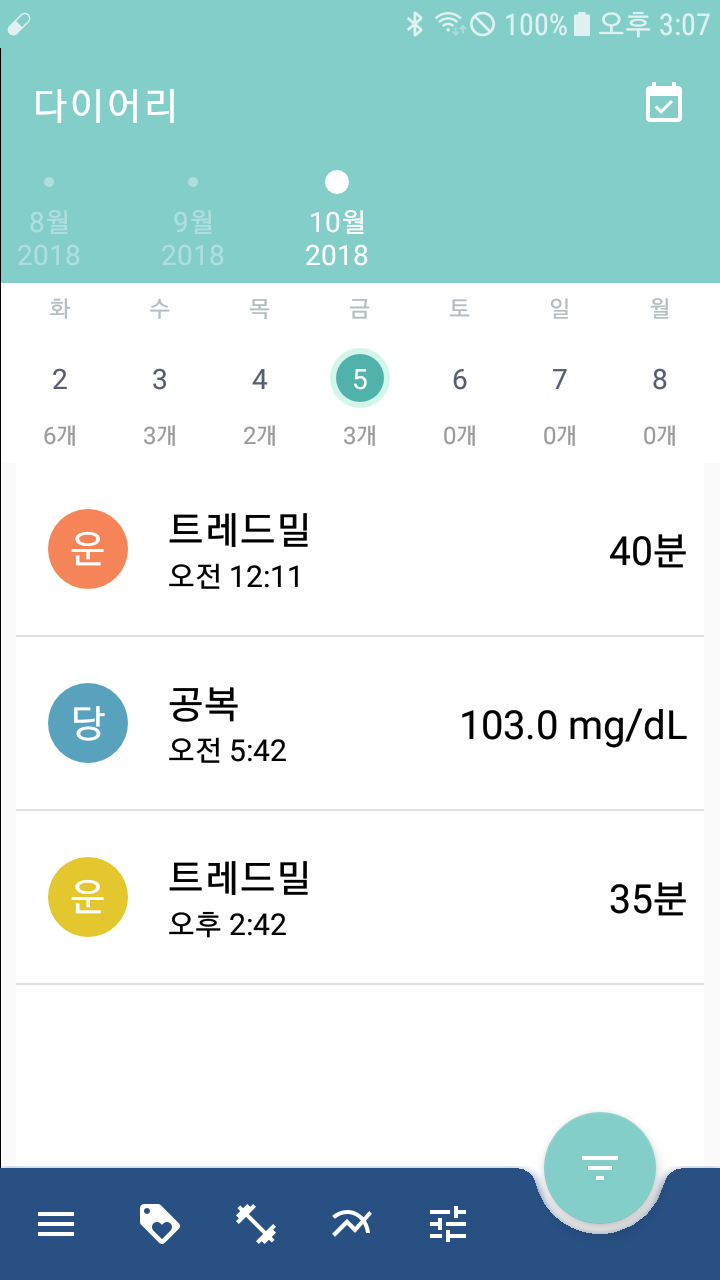 100% 오후 3:07
다이어리
8월 9월 10월
2018 2018 2018
화 수 목 금 토 일 월
2 3 4 5 6 7 8
6개 3개 2개 3개 0개 0개 0개
운 트레드밀 40분
오전 12:11
당 공복 103.0 mg/dL
오전 5:42
운 트레드밀 35분
오후 2:42